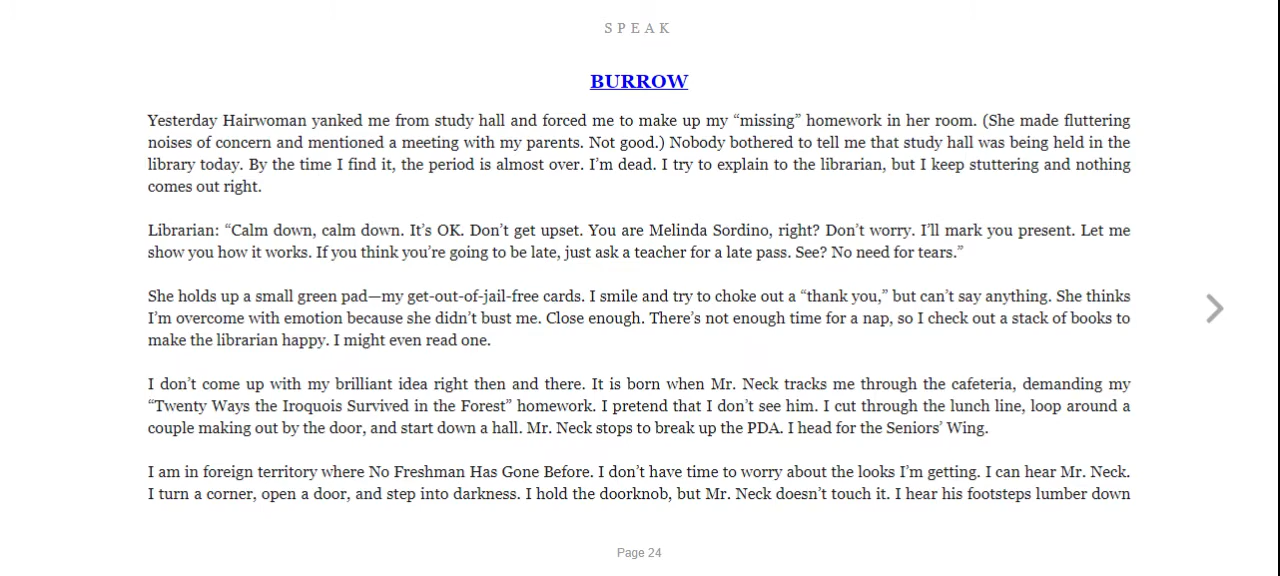 SPEAK
BURROW
Yesterday Hairwoman yanked me from study hall and forced me to make up my “missing” homework in her room. (She made fluttering
noises of concern and mentioned a meeting with my parents. Not good.) Nobody bothered to tell me that study hall was being held in the
library today. By the time I find it, the period is almost over. I’m dead. I try to explain to the librarian, but I keep stuttering and nothing
comes out right.
Librarian: “Calm down, calm down. It’s OK. Don’t get upset. You are Melinda Sordino, right? Don’t worry. I’ll mark you present. Let me
show you how it works. If you think you’re going to be late, just ask a teacher for a late pass. See? No need for tears.”
She holds up a small green pad—my get-out-of-jail-free cards. I smile and try to choke out a “thank you,” but can’t say anything. She thinks
I’m overcome with emotion because she didn’t bust me. Close enough. There’s not enough time for a nap, so I check out a stack of books to
make the librarian happy. I might even read one.
I don’t come up with my brilliant idea right then and there. It is born when Mr. Neck tracks me through the cafeteria, demanding my
“Twenty Ways the Iroquois Survived in the Forest” homework. I pretend that I don’t see him. I cut through the lunch line, loop around a
couple making out by the door, and start down a hall. Mr. Neck stops to break up the PDA. I head for the Seniors’ Wing.
I am in foreign territory where No Freshman Has Gone Before. I don’t have time to worry about the looks I’m getting. I can hear Mr. Neck.
I turn a corner, open a door, and step into darkness. I hold the doorknob, but Mr. Neck doesn’t touch it. I hear his footsteps lumber down
Page 24